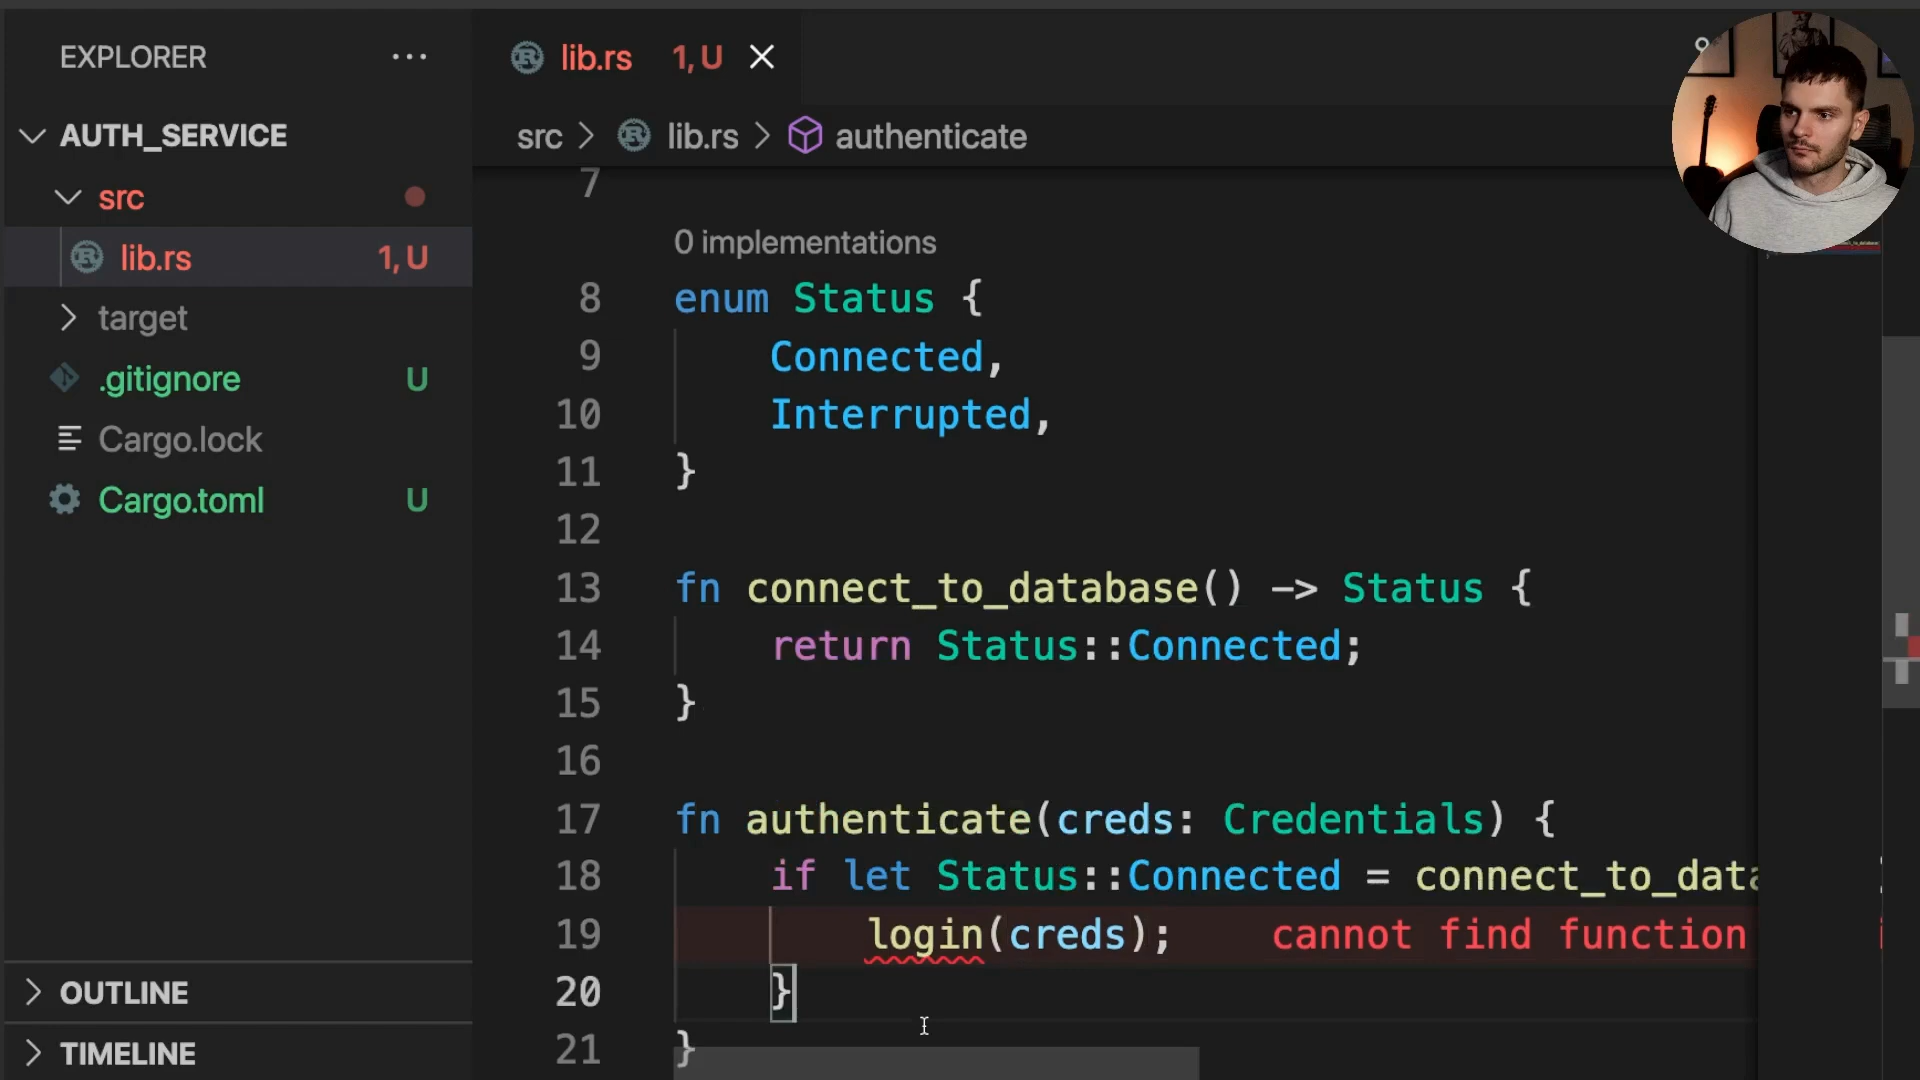 EXPLORER
AUTH_SERVICE
src
lib.rs 1, U
target
.gitignore U
Cargo.lock
Cargo.toml U
OUTLINE
TIMELINE
lib.rs 1, U
src > lib.rs > authenticate
7
0 implementations
8 enum Status {
9 Connected,
10 Interrupted,
11 }
12
13 fn connect_to_database() -> Status {
14 return Status::Connected;
15 }
16
17 fn authenticate(creds: Credentials) {
18 if let Status::Connected = connect_to_data
19 login(creds); cannot find function
20 }
21 }